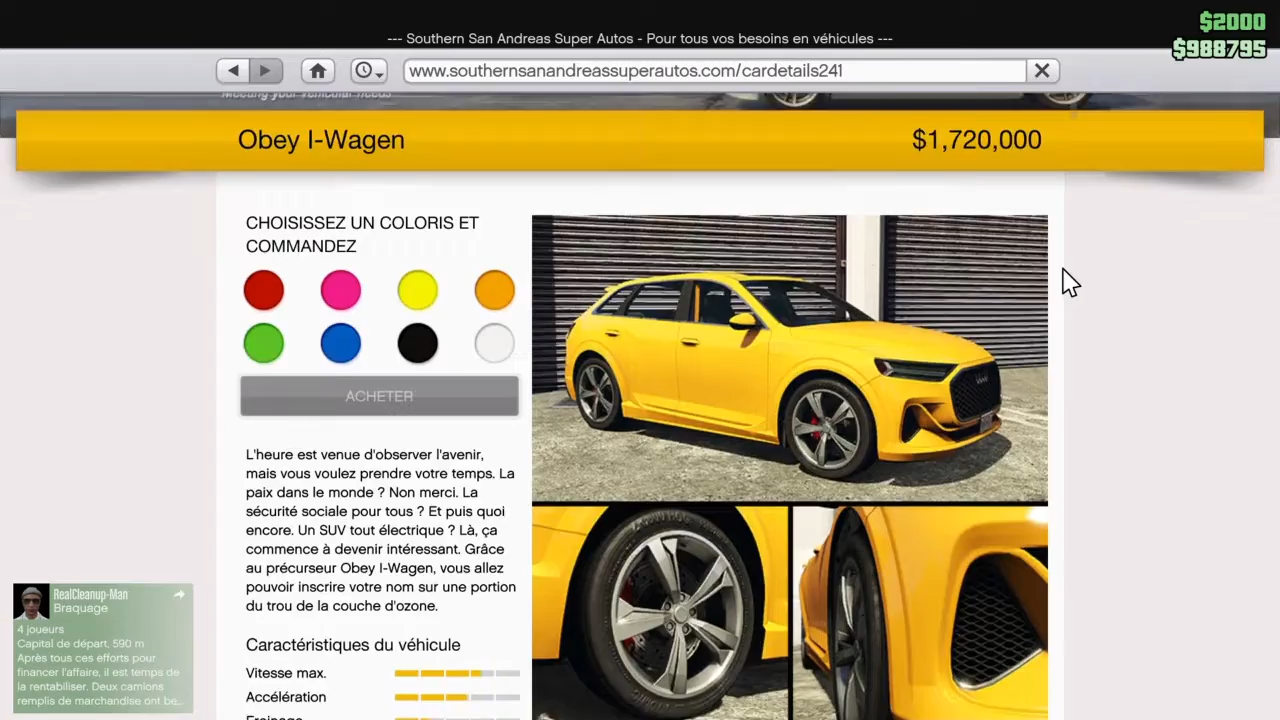 $2000
--- Southern San Andreas Super Autos - Pour tous vos besoins en véhicules ---
$988795
www.southernsanandreassuperautos.com/cardetails241
Meeting your vehicular needs
Obey I-Wagen
$1,720,000
CHOISISSEZ UN COLORIS ET
COMMANDEZ
ACHETER
L'heure est venue d'observer l'avenir,
mais vous voulez prendre votre temps. La
paix dans le monde ? Non merci. La
sécurité sociale pour tous ? Et puis quoi
encore. Un SUV tout électrique ? Là, ça
commence à devenir intéressant. Grâce
au précurseur Obey I-Wagen, vous allez
pouvoir inscrire votre nom sur une portion
du trou de la couche d'ozone.
Caractéristiques du véhicule
Vitesse max.
Accélération
Freinage
RealCleanup-Man
Braquage
4 joueurs
Capital de départ, 590 m
Après tous ces efforts pour
financer l'affaire, il est temps de
la rentabiliser. Deux camions
remplis de marchandise ont be...